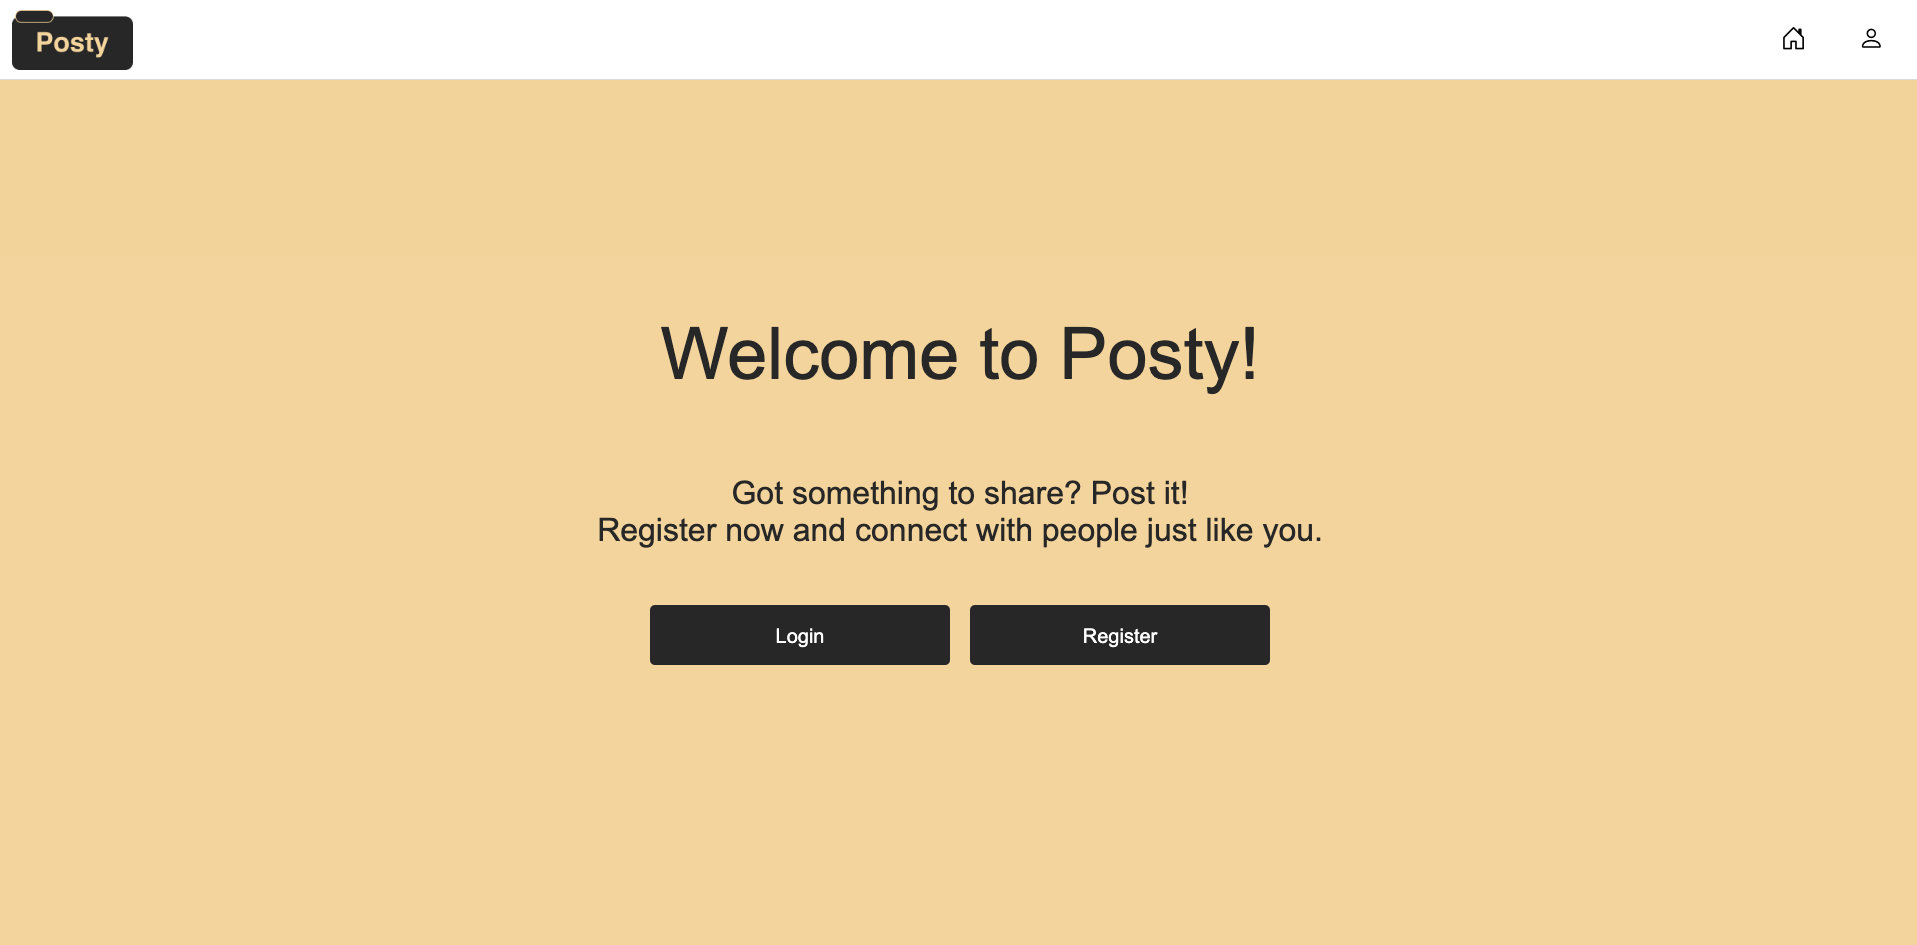 Posty
Welcome to Posty!
Got something to share? Post it!
Register now and connect with people just like you.
Login
Register